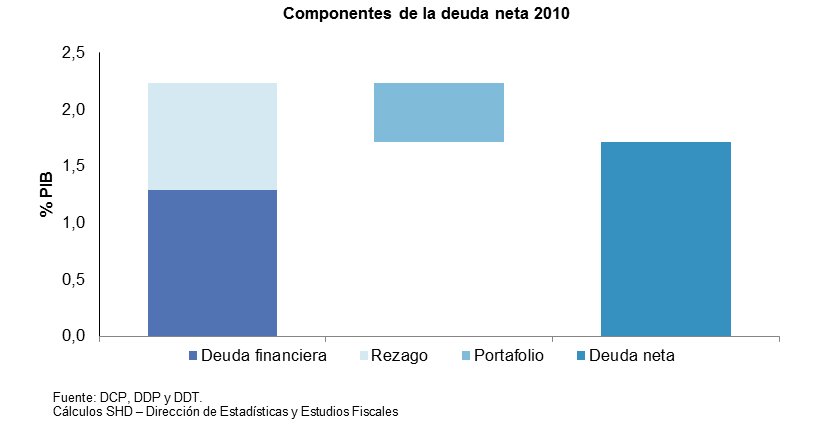 Componentes de la deuda neta 2010
% PIB
2,5
2,0
1,5
1,0
0,5
0,0
Deuda financiera Rezago Portafolio Deuda neta
Fuente: DCP, DDP y DDT.
Cálculos SHD – Dirección de Estadísticas y Estudios Fiscales